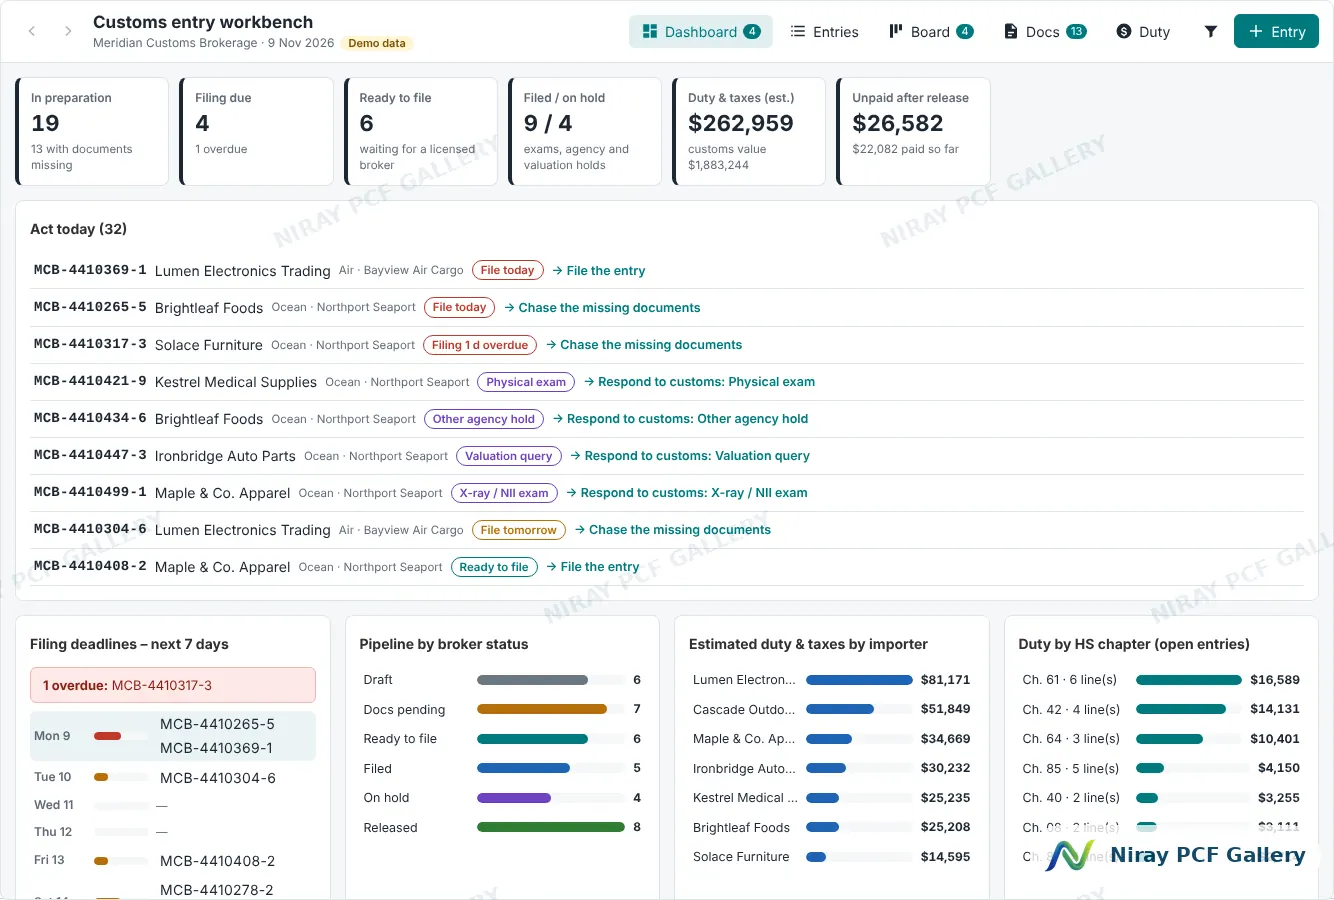 Customs entry workbench
Meridian Customs Brokerage · 9 Nov 2026 Demo data
Dashboard 4 Entries Board 4 Docs 13 Duty + Entry
In preparation
19
13 with documents
missing
Filing due
4
1 overdue
Ready to file
6
waiting for a licensed
broker
Filed / on hold
9 / 4
exams, agency and
valuation holds
Duty & taxes (est.)
$262,959
customs value
$1,883,244
Unpaid after release
$26,582
$22,082 paid so far
Act today (32)
MCB-4410369-1 Lumen Electronics Trading Air · Bayview Air Cargo File today → File the entry
MCB-4410265-5 Brightleaf Foods Ocean · Northport Seaport File today → Chase the missing documents
MCB-4410317-3 Solace Furniture Ocean · Northport Seaport Filing 1 d overdue → Chase the missing documents
MCB-4410421-9 Kestrel Medical Supplies Ocean · Northport Seaport Physical exam → Respond to customs: Physical exam
MCB-4410434-6 Brightleaf Foods Ocean · Northport Seaport Other agency hold → Respond to customs: Other agency hold
MCB-4410447-3 Ironbridge Auto Parts Ocean · Northport Seaport Valuation query → Respond to customs: Valuation query
MCB-4410499-1 Maple & Co. Apparel Ocean · Northport Seaport X-ray / NII exam → Respond to customs: X-ray / NII exam
MCB-4410304-6 Lumen Electronics Trading Air · Bayview Air Cargo File tomorrow → Chase the missing documents
MCB-4410408-2 Maple & Co. Apparel Ocean · Northport Seaport Ready to file → File the entry
Filing deadlines – next 7 days
1 overdue: MCB-4410317-3
Mon 9 MCB-4410265-5
MCB-4410369-1
Tue 10 MCB-4410304-6
Wed 11 —
Thu 12 —
Fri 13 MCB-4410408-2
MCB-4410278-2
Pipeline by broker status
Draft 6
Docs pending 7
Ready to file 6
Filed 5
On hold 4
Released 8
Estimated duty & taxes by importer
Lumen Electron... $81,171
Cascade Outdo... $51,849
Maple & Co. Ap... $34,669
Ironbridge Auto... $30,232
Kestrel Medical ... $25,235
Brightleaf Foods $25,208
Solace Furniture $14,595
Duty by HS chapter (open entries)
Ch. 61 · 6 line(s) $16,589
Ch. 42 · 4 line(s) $14,131
Ch. 64 · 3 line(s) $10,401
Ch. 85 · 5 line(s) $4,150
Ch. 40 · 2 line(s) $3,255
Niray PCF Gallery
NIRAY PCF GALLERY
NIRAY PCF GALLERY
NIRAY PCF GALLERY